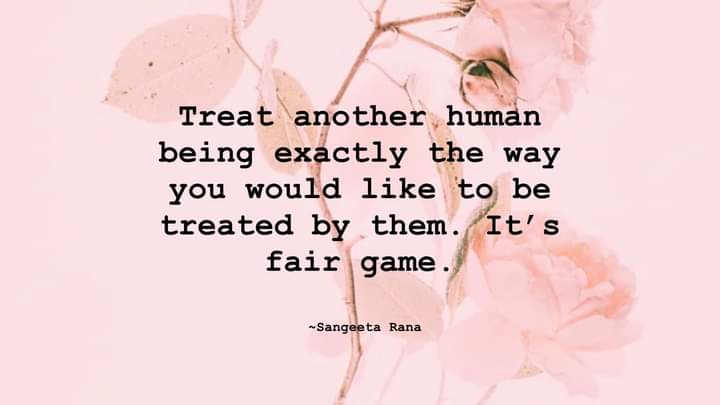 Treat another human
being exactly the way
you would like to be
treated by them. It’s
fair game.
~Sangeeta Rana